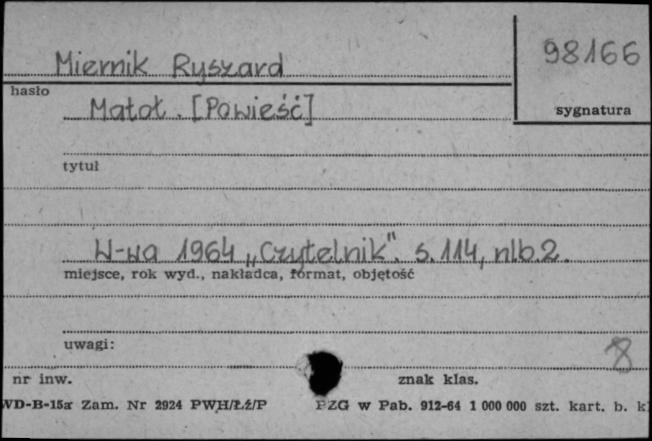 Miernik Ryszard
98166
hasło
sygnatura
Matoł. [Powieść]
tytuł
W-wa 1964 „Czytelnik". s. 114, nlb. 2.
miejsce, rok wyd., nakładca, format, objętość
uwagi:
8
nr inw.
znak klas.
WD-B-15a Zam. Nr 2924 PWH/Łź/P PZG w Pab. 912-64 1 000 000 szt. kart. b. kl